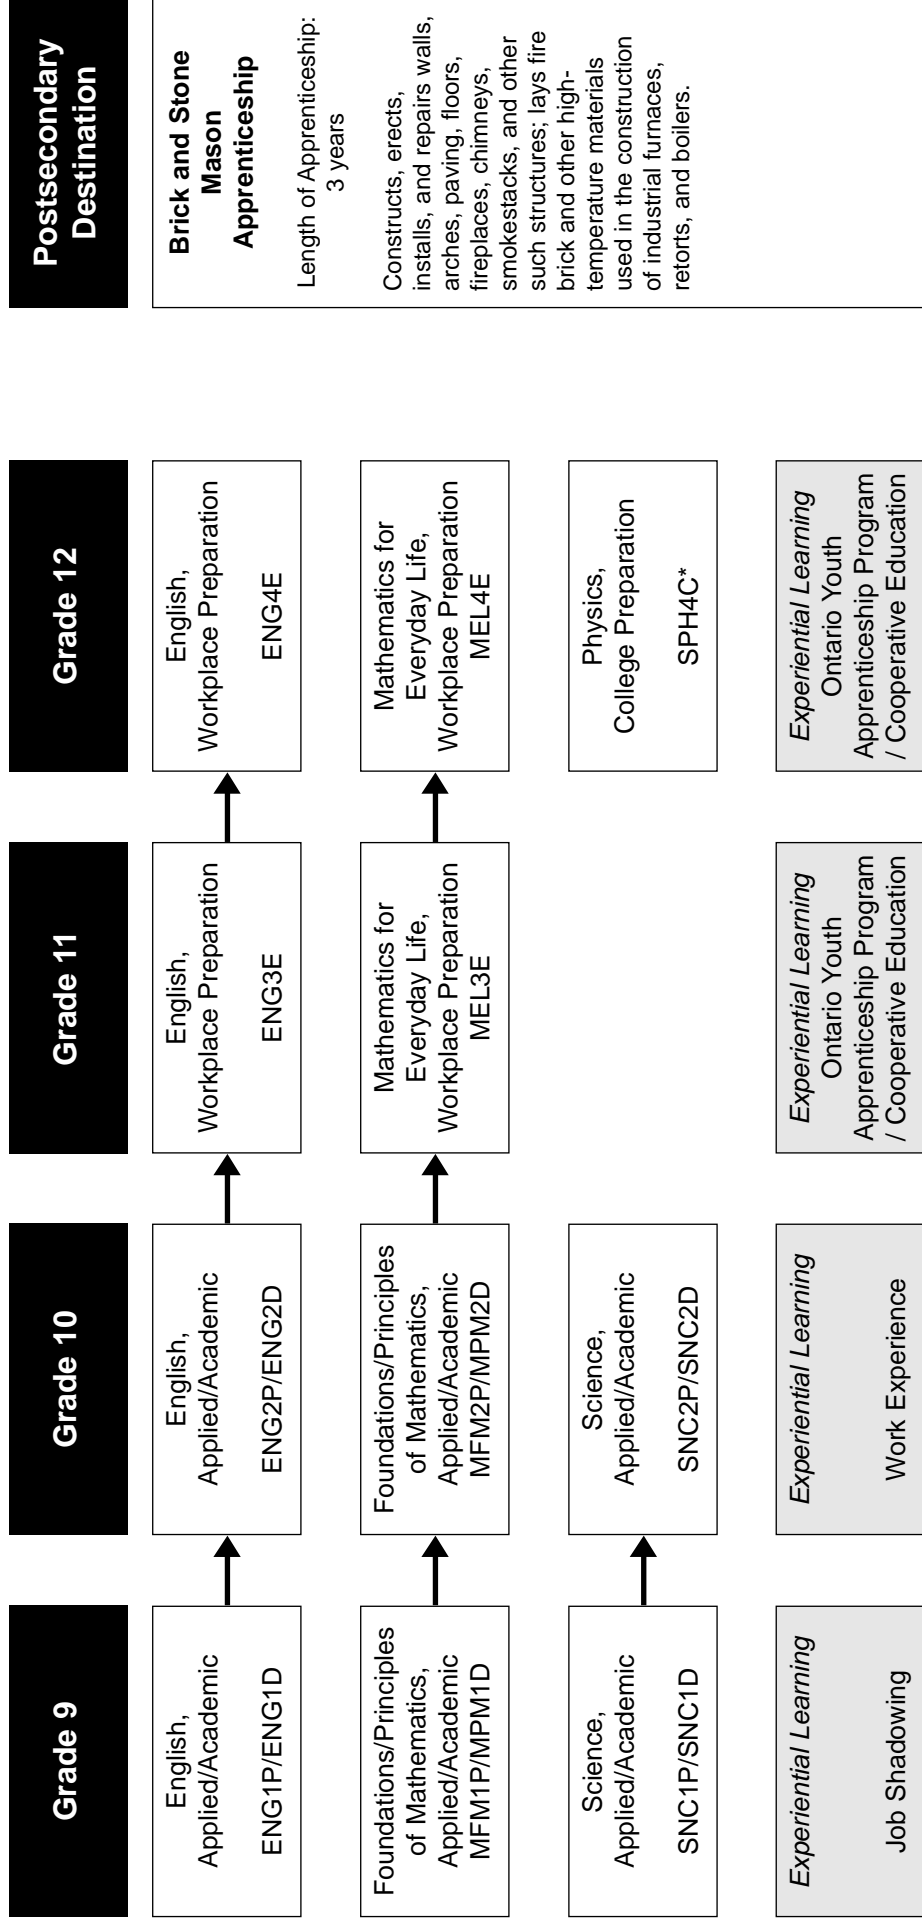 Grade 9
Grade 10
Grade 11
Grade 12
Postsecondary
Destination
English,
Applied/Academic
ENG1P/ENG1D
English,
Applied/Academic
ENG2P/ENG2D
English,
Workplace Preparation
ENG3E
English,
Workplace Preparation
ENG4E
Brick and Stone
Mason
Apprenticeship
Length of Apprenticeship:
3 years
Constructs, erects,
installs, and repairs walls,
arches, paving, floors,
fireplaces, chimneys,
smokestacks, and other
such structures; lays fire
brick and other high-
temperature materials
used in the construction
of industrial furnaces,
retorts, and boilers.
Foundations/Principles
of Mathematics,
Applied/Academic
MFM1P/MPM1D
Foundations/Principles
of Mathematics,
Applied/Academic
MFM2P/MPM2D
Mathematics for
Everyday Life,
Workplace Preparation
MEL3E
Mathematics for
Everyday Life,
Workplace Preparation
MEL4E
Science,
Applied/Academic
SNC1P/SNC1D
Science,
Applied/Academic
SNC2P/SNC2D
Physics,
College Preparation
SPH4C*
Experiential Learning
Job Shadowing
Experiential Learning
Work Experience
Experiential Learning
Ontario Youth
Apprenticeship Program
/ Cooperative Education
Experiential Learning
Ontario Youth
Apprenticeship Program
/ Cooperative Education